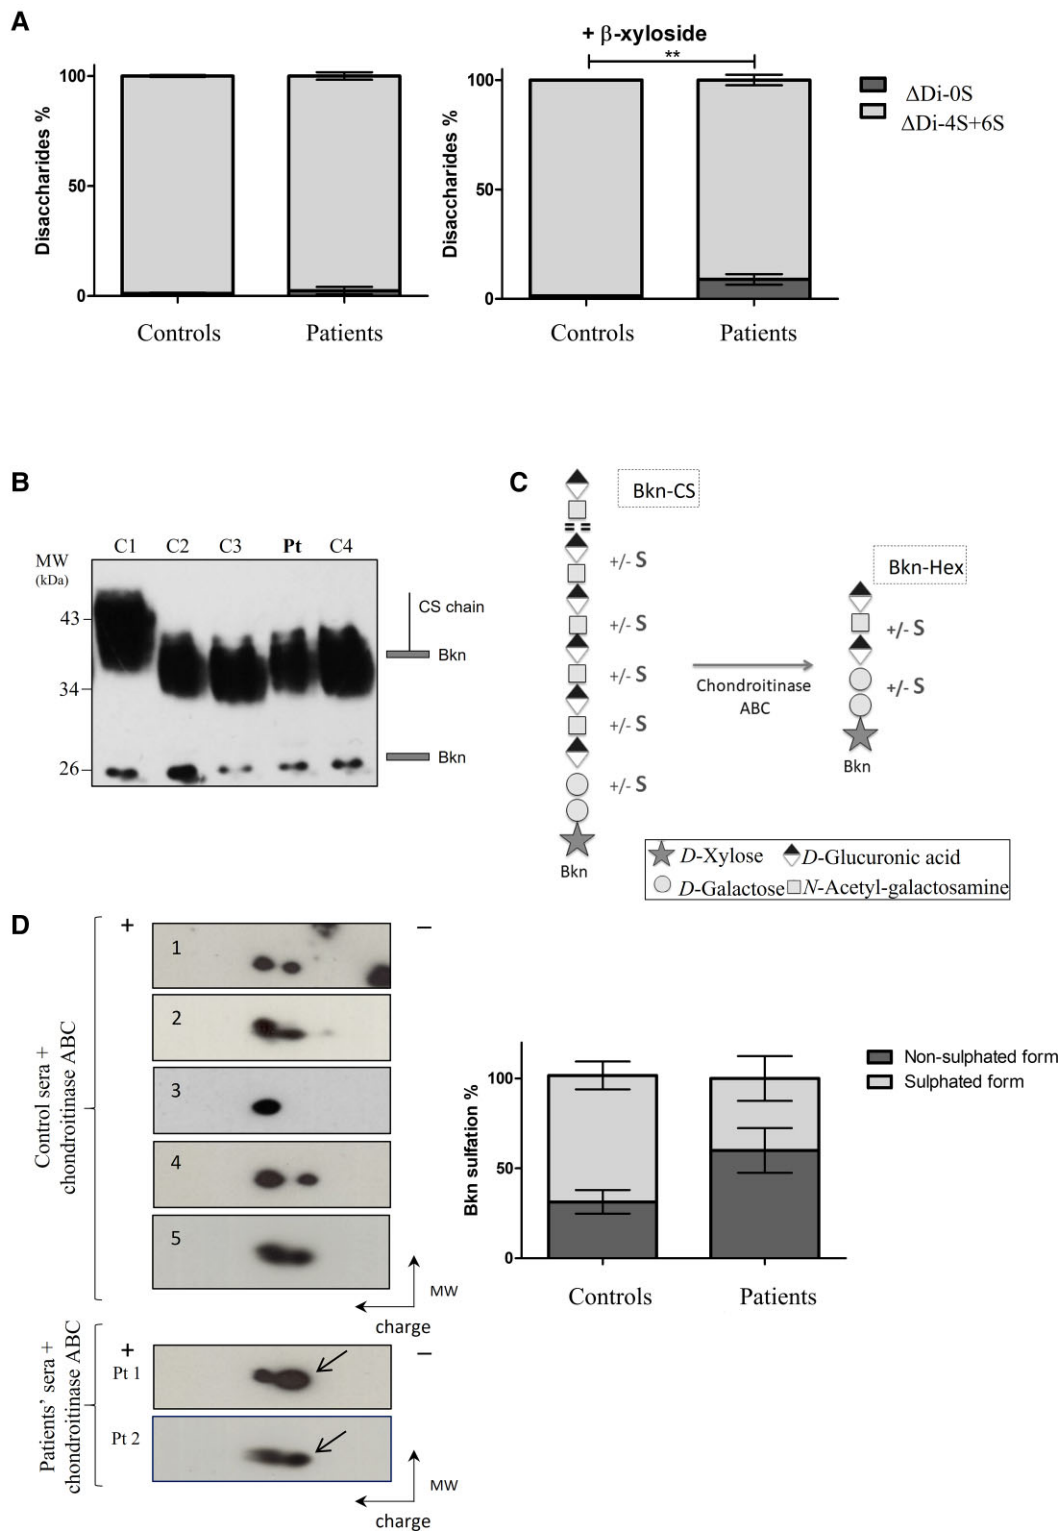 A
+ β-xyloside
**
Disaccharides %
100
50
0
Controls
Patients
Disaccharides %
100
50
0
Controls
Patients
ΔDi-0S
ΔDi-4S+6S
B
MW
(kDa)
C1
C2
C3
Pt
C4
43
34
26
CS chain
Bkn
Bkn
C
Bkn-CS
+/- S
+/- S
+/- S
+/- S
+/- S
Bkn
Chondroitinase
ABC
Bkn-Hex
+/- S
+/- S
Bkn
D-Xylose
D-Glucuronic acid
D-Galactose
N-Acetyl-galactosamine
D
+
–
Control sera +
chondroitinase ABC
1
2
3
4
5
MW
charge
Patients' sera +
chondroitinase ABC
+
–
Pt 1
Pt 2
MW
charge
Bkn sulfation %
100
50
0
Controls
Patients
Non-sulphated form
Sulphated form